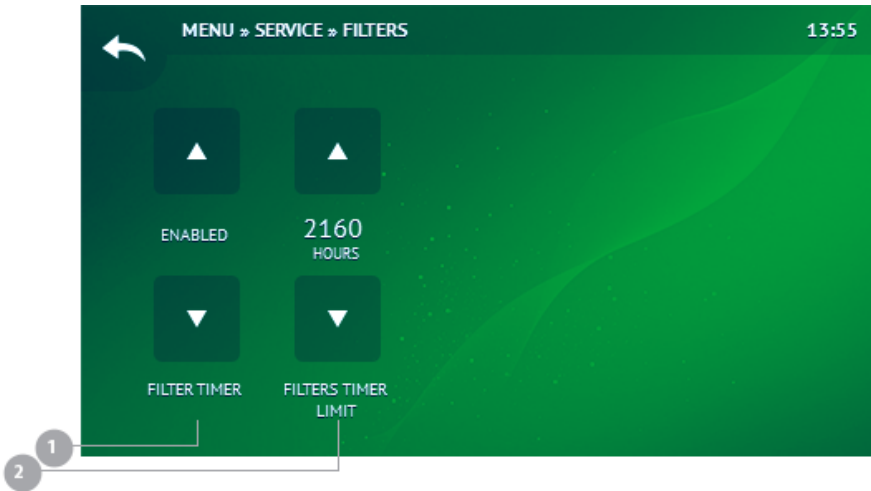 MENU » SERVICE » FILTERS
13:55
ENABLED
2160
HOURS
FILTER TIMER
FILTERS TIMER
LIMIT
1
2